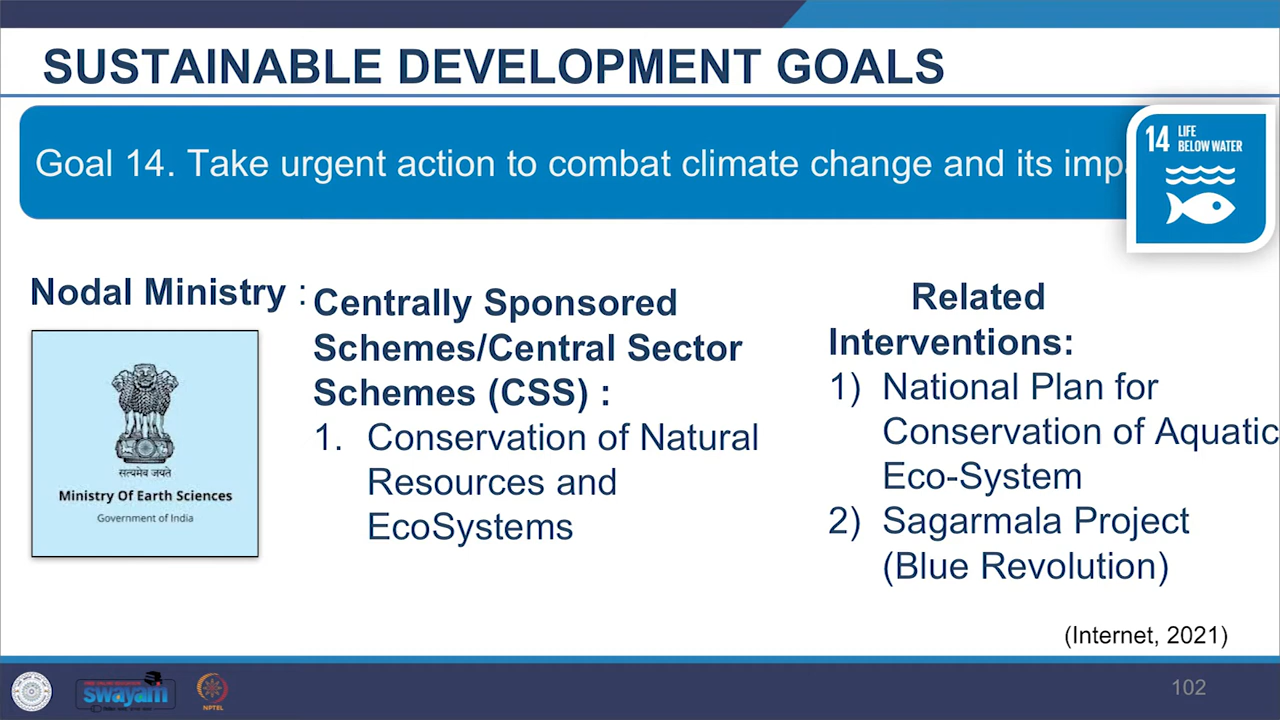 SUSTAINABLE DEVELOPMENT GOALS
Goal 14. Take urgent action to combat climate change and its impa
14 LIFE
BELOW WATER
Nodal Ministry :
सत्यमेव जयते
Ministry Of Earth Sciences
Government of India
Centrally Sponsored
Schemes/Central Sector
Schemes (CSS) :
1. Conservation of Natural
Resources and
EcoSystems
Related
Interventions:
1) National Plan for
Conservation of Aquatic
Eco-System
2) Sagarmala Project
(Blue Revolution)
(Internet, 2021)
swayam
NPTEL
102